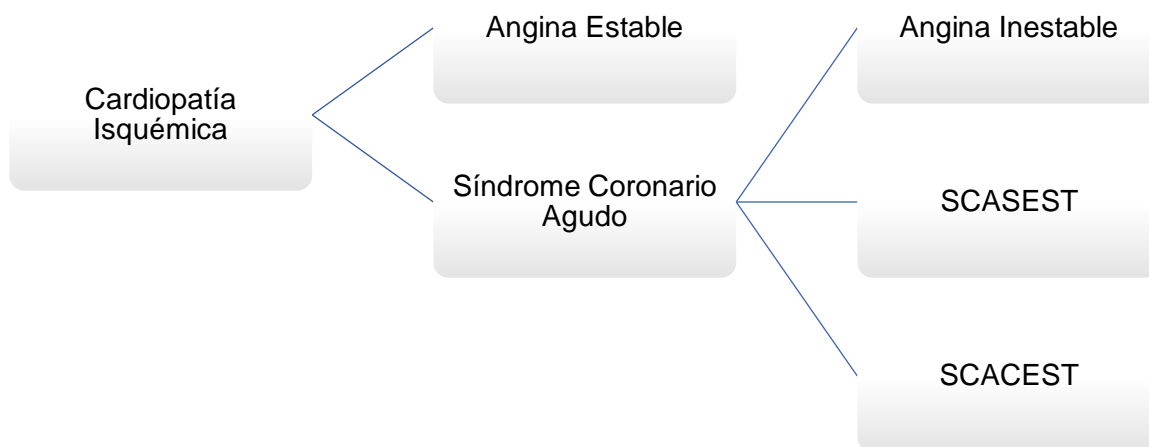 Cardiopatía
Isquémica
Angina Estable
Síndrome Coronario
Agudo
Angina Inestable
SCASEST
SCACEST